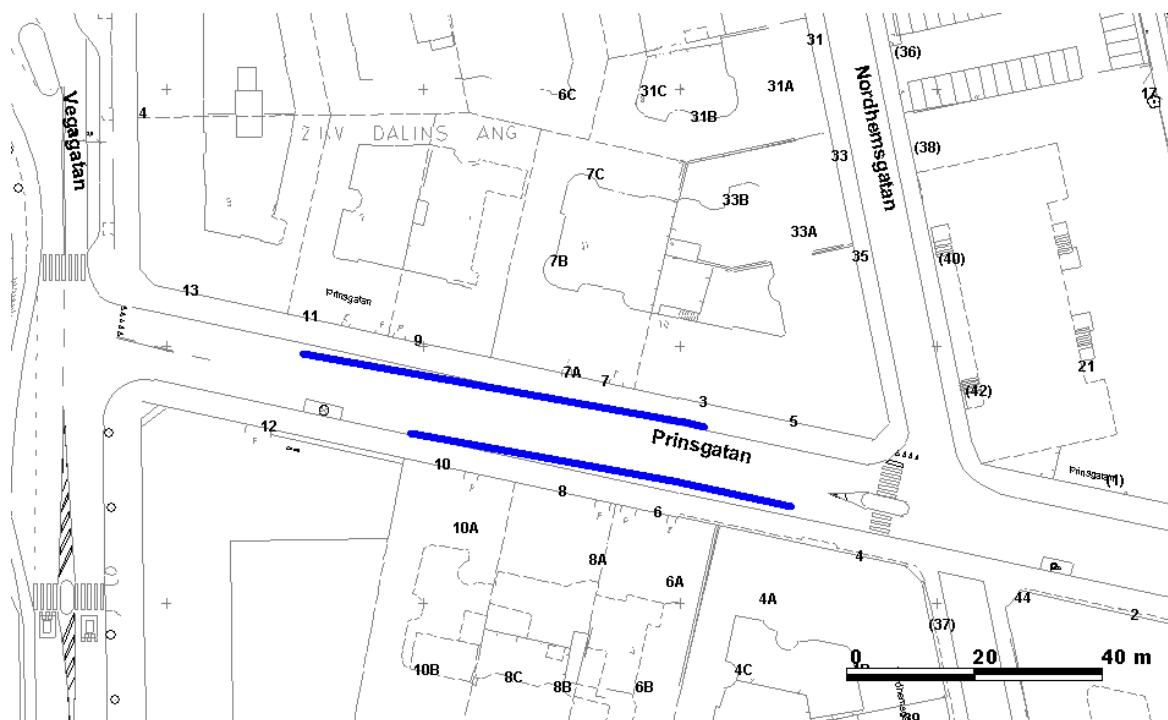 31
(36)
Nordhemsgatan
Vegagatan
6C
31C
31A
17
31B
4
Z I N V DALINS ANG
(38)
33
7C
33B
33A
7B
35
(40)
13
Prinsgatan
11
9
7A
7
21
3
(42)
5
12
Prinsgatan
10
Prinsgatan
(1)
8
6
10A
8A
4
6A
4A
44
2
(37)
0 20 40 m
10B
8C
8B
6B
4C
39